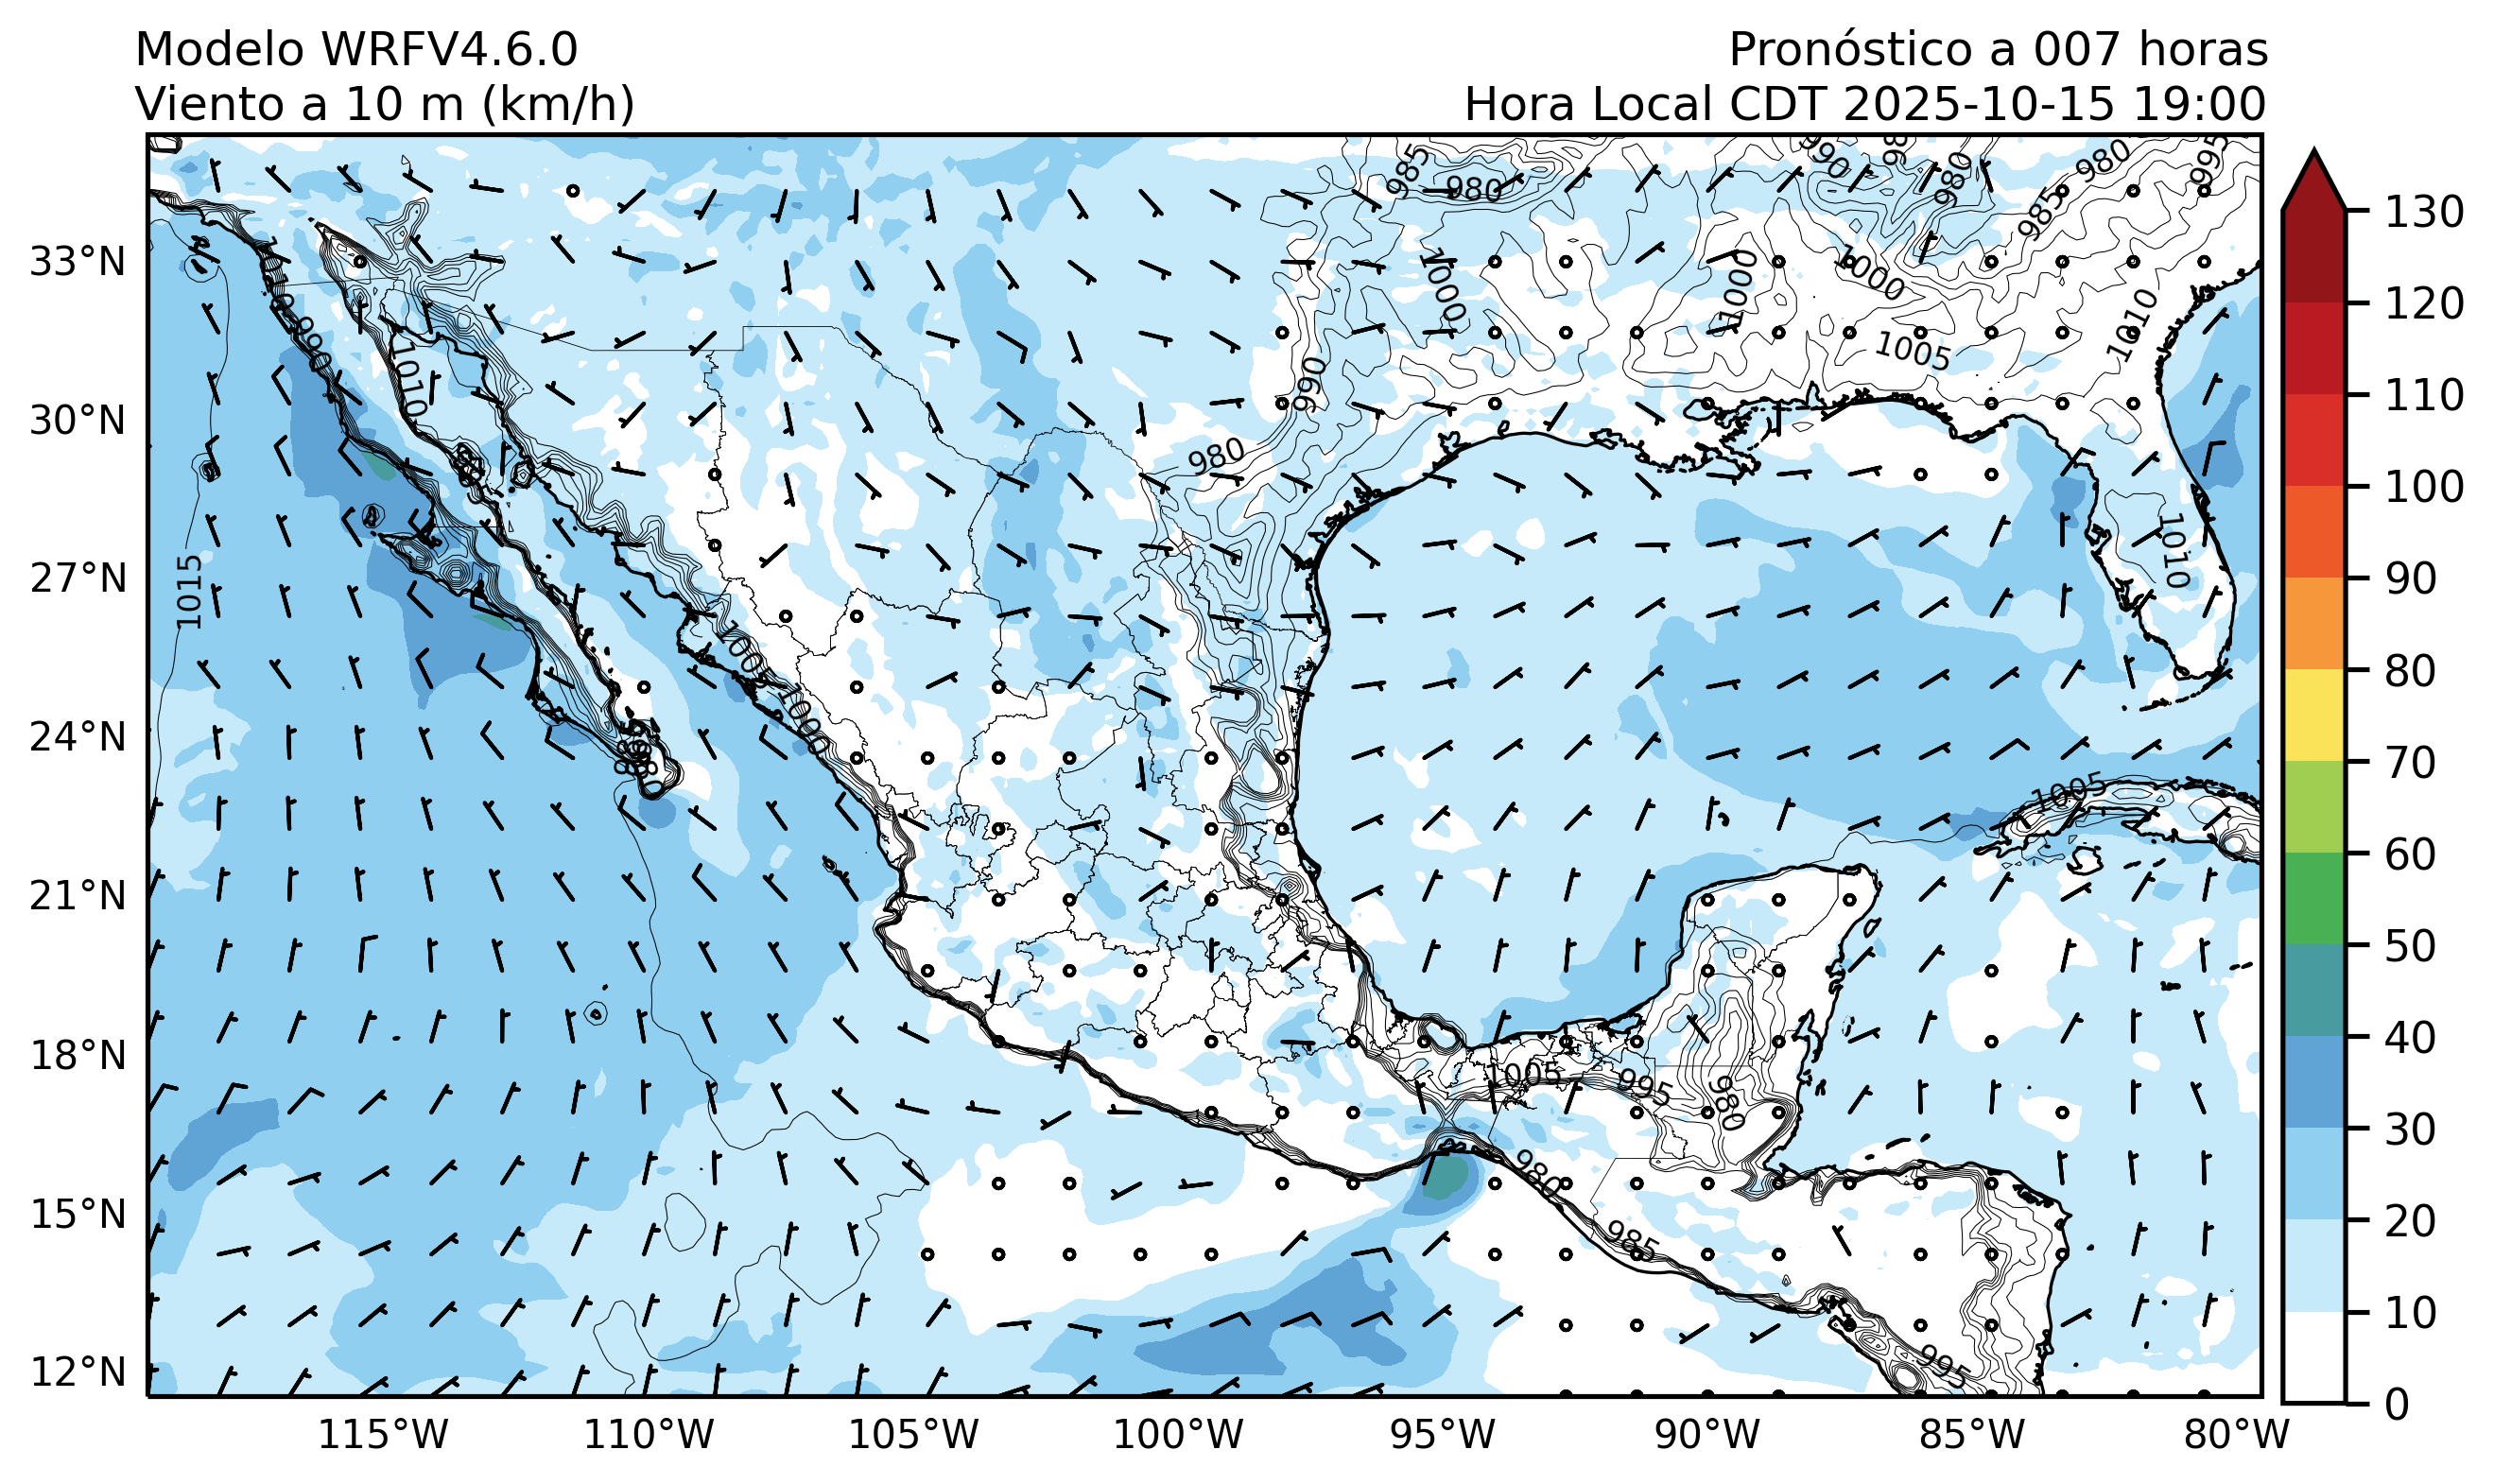 Modelo WRFV4.6.0
Pronóstico a 007 horas
Viento a 10 m (km/h)
Hora Local CDT 2025-10-15 19:00
985
980
990
980
980
995
985
33°N
1000
1000
1000
1010
1005
990
990
1010
30°N
980
1010
27°N
1015
1005
1000
24°N
1005
21°N
18°N
1005
995
980
980
15°N
985
995
12°N
115°W
110°W
105°W
100°W
95°W
90°W
85°W
80°W
130
120
110
100
90
80
70
60
50
40
30
20
10
0